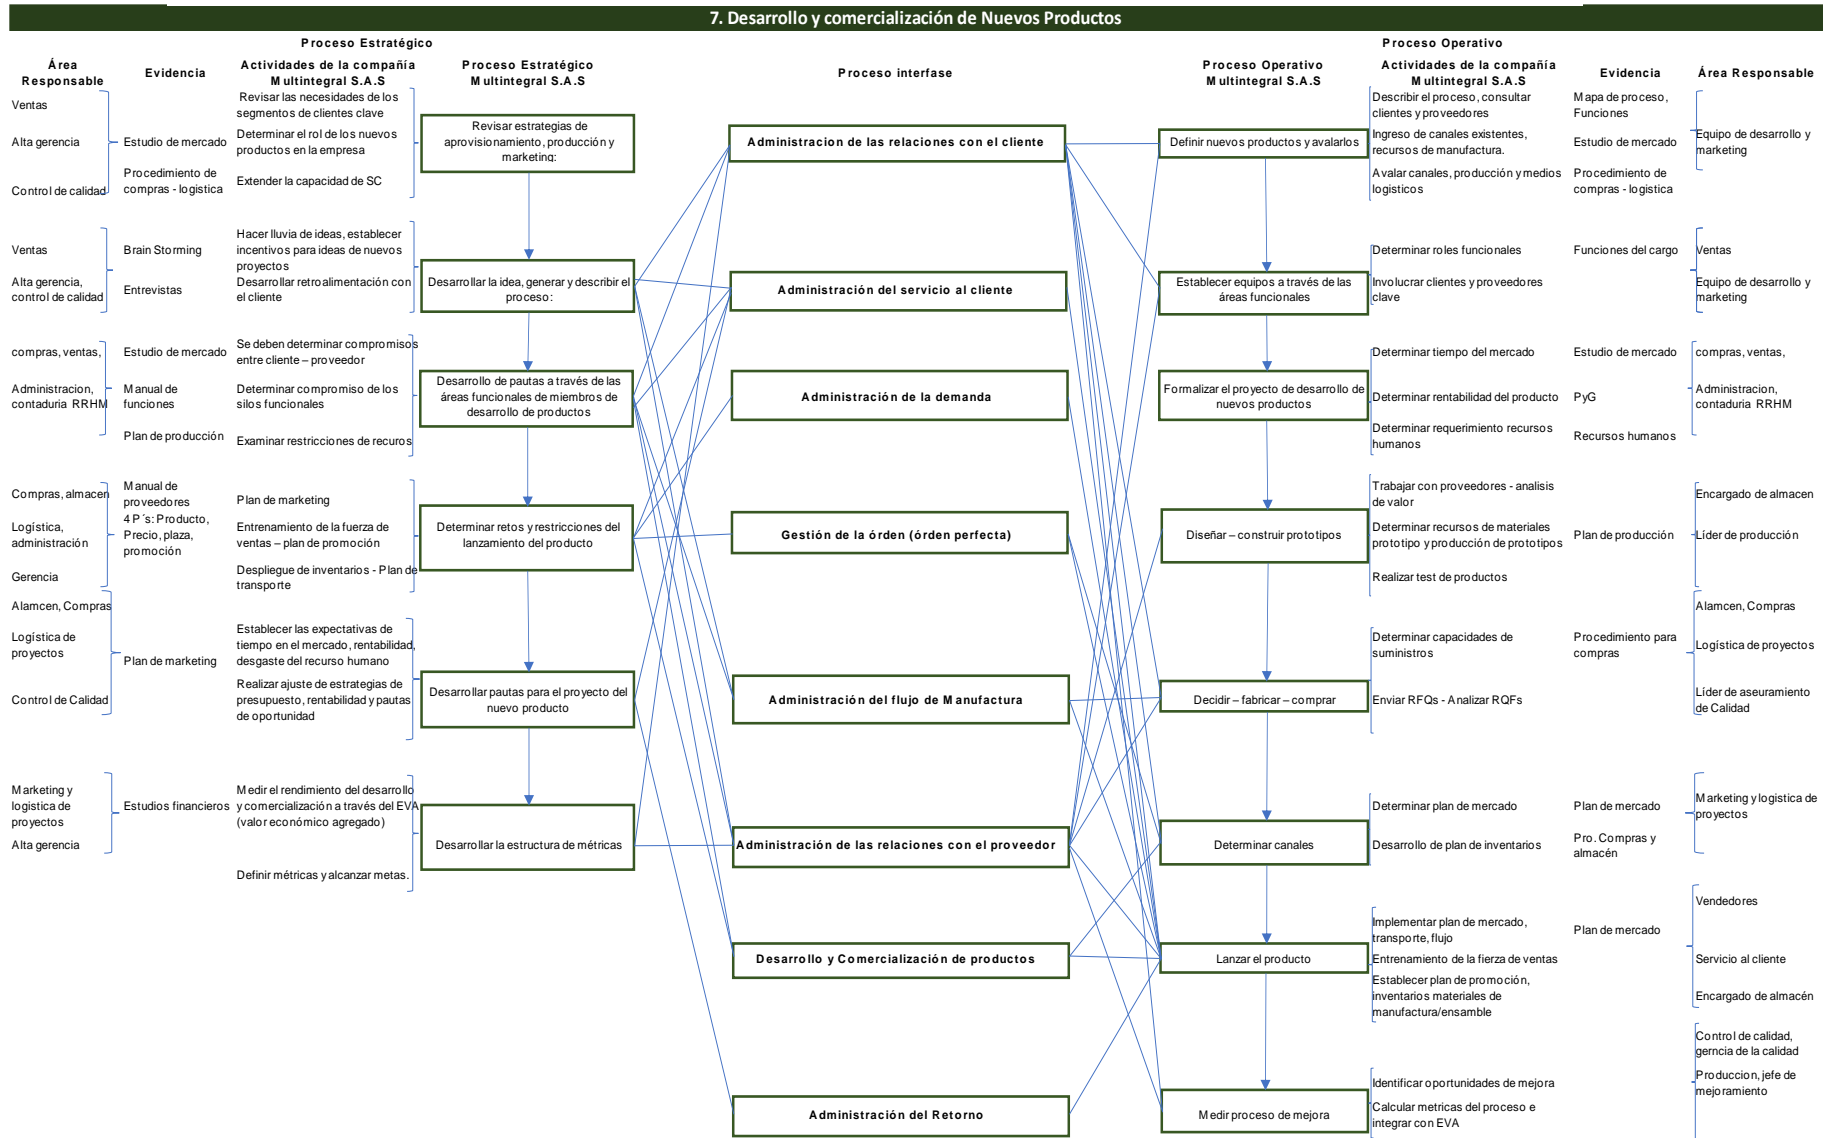 7. Desarrollo y comercialización de Nuevos Productos
Proceso Estratégico
Proceso Operativo
Área
Responsable
Evidencia
Actividades de la compañía
Multintegral S.A.S
Proceso Estratégico
Multintegral S.A.S
Proceso interfase
Proceso Operativo
Multintegral S.A.S
Actividades de la compañía
Multintegral S.A.S
Evidencia
Área Responsable
Ventas
Alta gerencia
Control de calidad
Estudio de mercado
Procedimiento de
compras - logistica
Revisar las necesidades de los
segmentos de clientes clave
Determinar el rol de los nuevos
productos en la empresa
Extender la capacidad de SC
Revisar estrategias de
aprovisionamiento, producción y
marketing:
Administracion de las relaciones con el cliente
Definir nuevos productos y avalarlos
Describir el proceso, consultar
clientes y proveedores
Ingreso de canales existentes,
recursos de manufactura.
Avalar canales, producción y medios
logisticos
Mapa de proceso,
Funciones
Estudio de mercado
Procedimiento de
compras - logistica
Equipo de desarrollo y
marketing
Ventas
Alta gerencia,
control de calidad
Brain Storming
Entrevistas
Hacer lluvia de ideas, establecer
incentivos para ideas de nuevos
proyectos
Desarrollar retroalimentación con
el cliente
Desarrollar la idea, generar y describir el
proceso:
Administración del servicio al cliente
Establecer equipos a través de las
áreas funcionales
Determinar roles funcionales
Involucrar clientes y proveedores
clave
Funciones del cargo
Ventas
Equipo de desarrollo y
marketing
compras, ventas,
Administracion,
contaduria RRHM
Estudio de mercado
Manual de
funciones
Plan de producción
Se deben determinar compromisos
entre cliente – proveedor
Determinar compromiso de los
silos funcionales
Examinar restricciones de recuros
Desarrollo de pautas a través de las
áreas funcionales de miembros de
desarrollo de productos
Administración de la demanda
Formalizar el proyecto de desarrollo de
nuevos productos
Determinar tiempo del mercado
Determinar rentabilidad del producto
Determinar requerimiento recursos
humanos
Estudio de mercado
PyG
Recursos humanos
compras, ventas,
Administracion,
contaduria RRHM
Compras, almacen
Logística,
administración
Gerencia
Manual de
proveedores
4 P´s: Producto,
Precio, plaza,
promoción
Plan de marketing
Entrenamiento de la fuerza de
ventas – plan de promoción
Despliegue de inventarios - Plan de
transporte
Determinar retos y restricciones del
lanzamiento del producto
Gestión de la órden (órden perfecta)
Diseñar – construir prototipos
Trabajar con proveedores - analisis
de valor
Determinar recursos de materiales
prototipo y producción de prototipos
Realizar test de productos
Plan de producción
Encargado de almacen
Líder de producción
Alamcen, Compras
Logística de
proyectos
Control de Calidad
Plan de marketing
Establecer las expectativas de
tiempo en el mercado, rentabilidad,
desgaste del recurso humano
Realizar ajuste de estrategias de
presupuesto, rentabilidad y pautas
de oportunidad
Desarrollar pautas para el proyecto del
nuevo producto
Administración del flujo de Manufactura
Decidir – fabricar – comprar
Determinar capacidades de
suministros
Enviar RFQs - Analizar RQFs
Procedimiento para
compras
Alamcen, Compras
Logística de proyectos
Líder de aseuramiento
de Calidad
Marketing y
logistica de
proyectos
Alta gerencia
Estudios financieros
Medir el rendimiento del desarrollo
y comercialización a través del EVA
(valor económico agregado)
Definir métricas y alcanzar metas.
Desarrollar la estructura de métricas
Administración de las relaciones con el proveedor
Determinar canales
Determinar plan de mercado
Desarrollo de plan de inventarios
Plan de mercado
Pro. Compras y
almacén
Marketing y logistica de
proyectos
Desarrollo y Comercialización de productos
Lanzar el producto
Implementar plan de mercado,
transporte, flujo
Entrenamiento de la fierza de ventas
Establecer plan de promoción,
inventarios materiales de
manufactura/ensamble
Plan de mercado
Vendedores
Servicio al cliente
Encargado de almacén
Administración del Retorno
Medir proceso de mejora
Identificar oportunidades de mejora
Calcular metricas del proceso e
integrar con EVA
Control de calidad,
gerncia de la calidad
Produccion, jefe de
mejoramiento